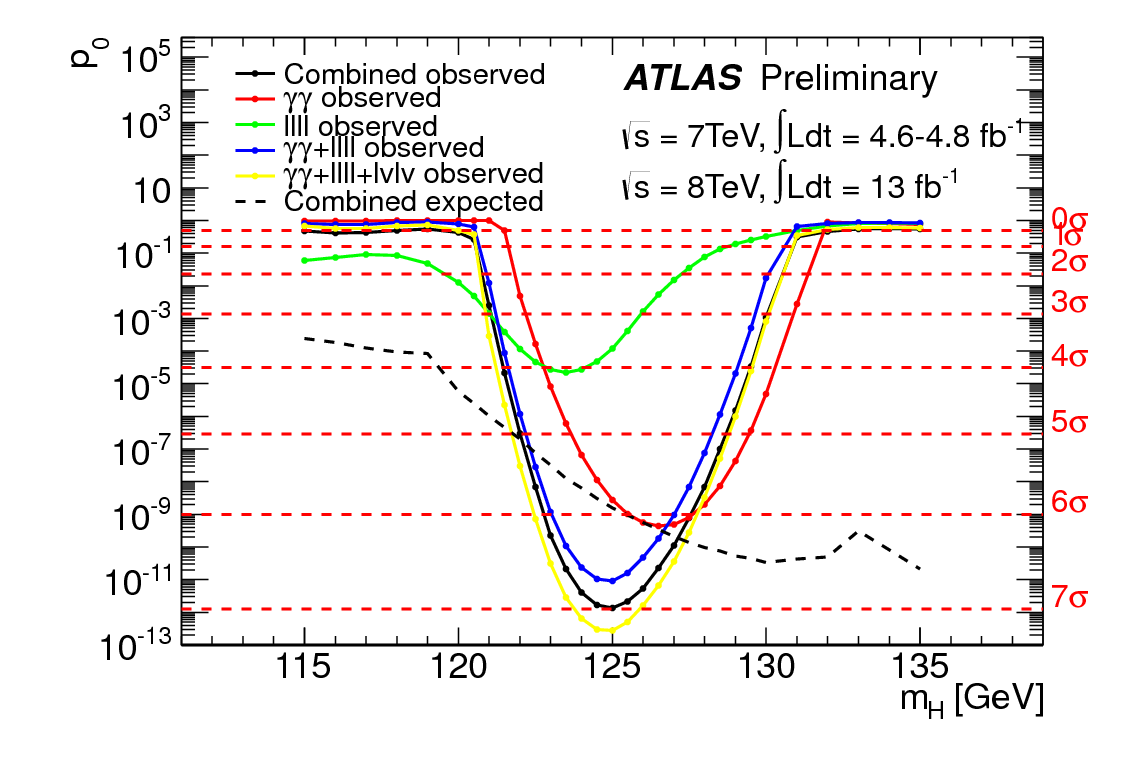 p0
10^5
10^3
10
10^-1
10^-3
10^-5
10^-7
10^-9
10^-11
10^-13
Combined observed
γγ observed
llll observed
γγ+llll observed
γγ+llll+lνlν observed
Combined expected
ATLAS Preliminary
√s = 7TeV, ∫Ldt = 4.6-4.8 fb^-1
√s = 8TeV, ∫Ldt = 13 fb^-1
0σ
1σ
2σ
3σ
4σ
5σ
6σ
7σ
115 120 125 130 135
mH [GeV]